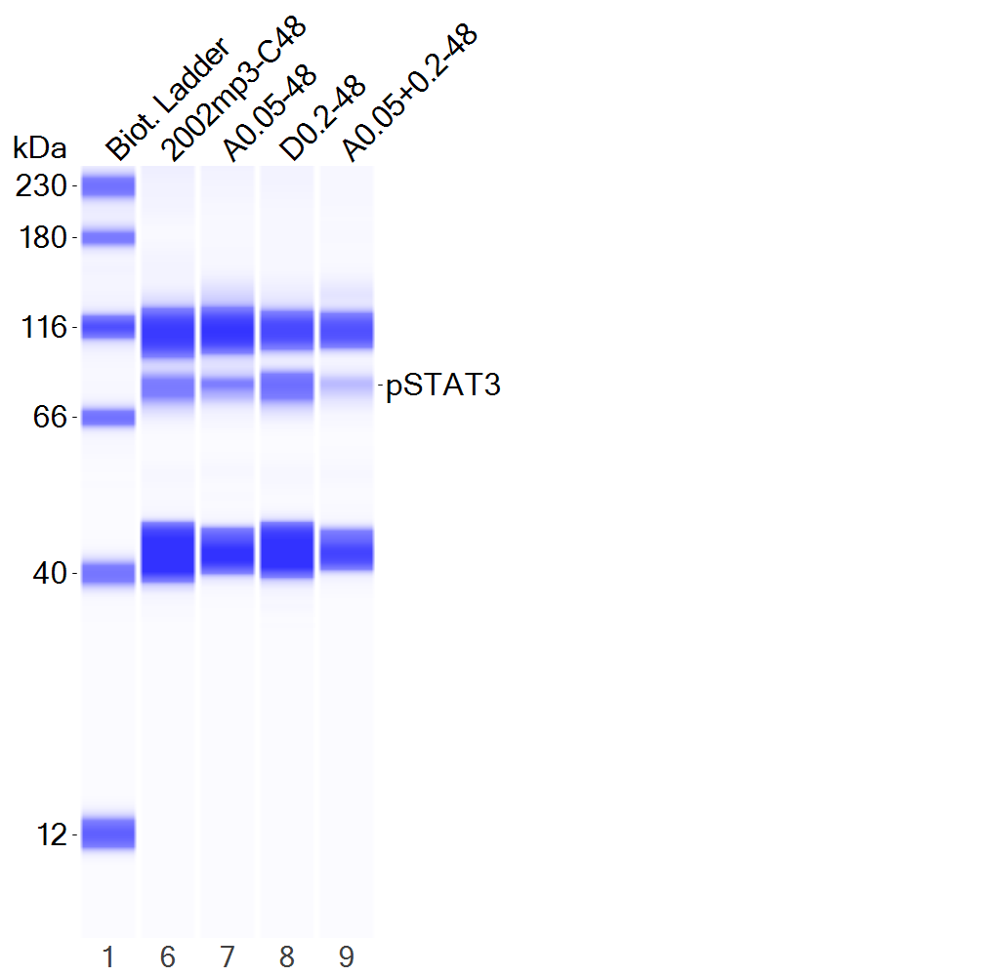 Biot. Ladder
2002mp3-C48
A0.05-48
D0.2-48
A0.05+0.2-48
kDa
230
180
116
pSTAT3
66
40
12
1 6 7 8 9